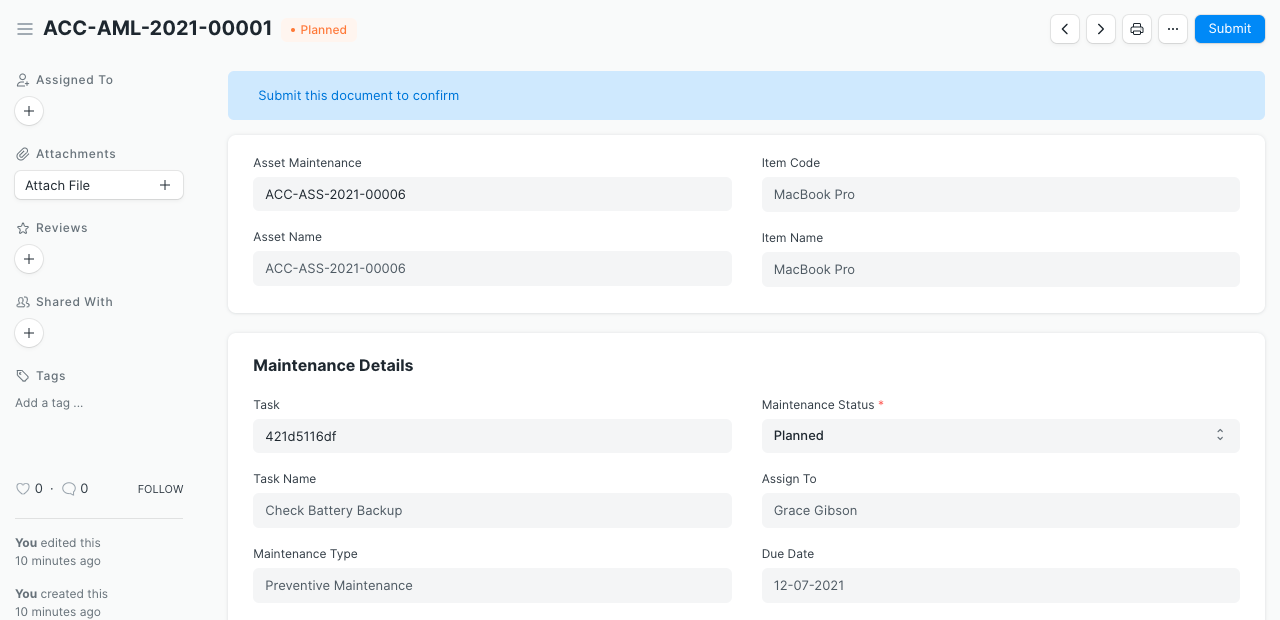 ACC-AML-2021-00001
• Planned
Submit
Assigned To
Attachments
Attach File
Reviews
Shared With
Tags
Add a tag ...
0 · 0 FOLLOW
You edited this
10 minutes ago
You created this
10 minutes ago
Submit this document to confirm
Asset Maintenance
ACC-ASS-2021-00006
Item Code
MacBook Pro
Asset Name
ACC-ASS-2021-00006
Item Name
MacBook Pro
Maintenance Details
Task
421d5116df
Maintenance Status *
Planned
Task Name
Check Battery Backup
Assign To
Grace Gibson
Maintenance Type
Preventive Maintenance
Due Date
12-07-2021